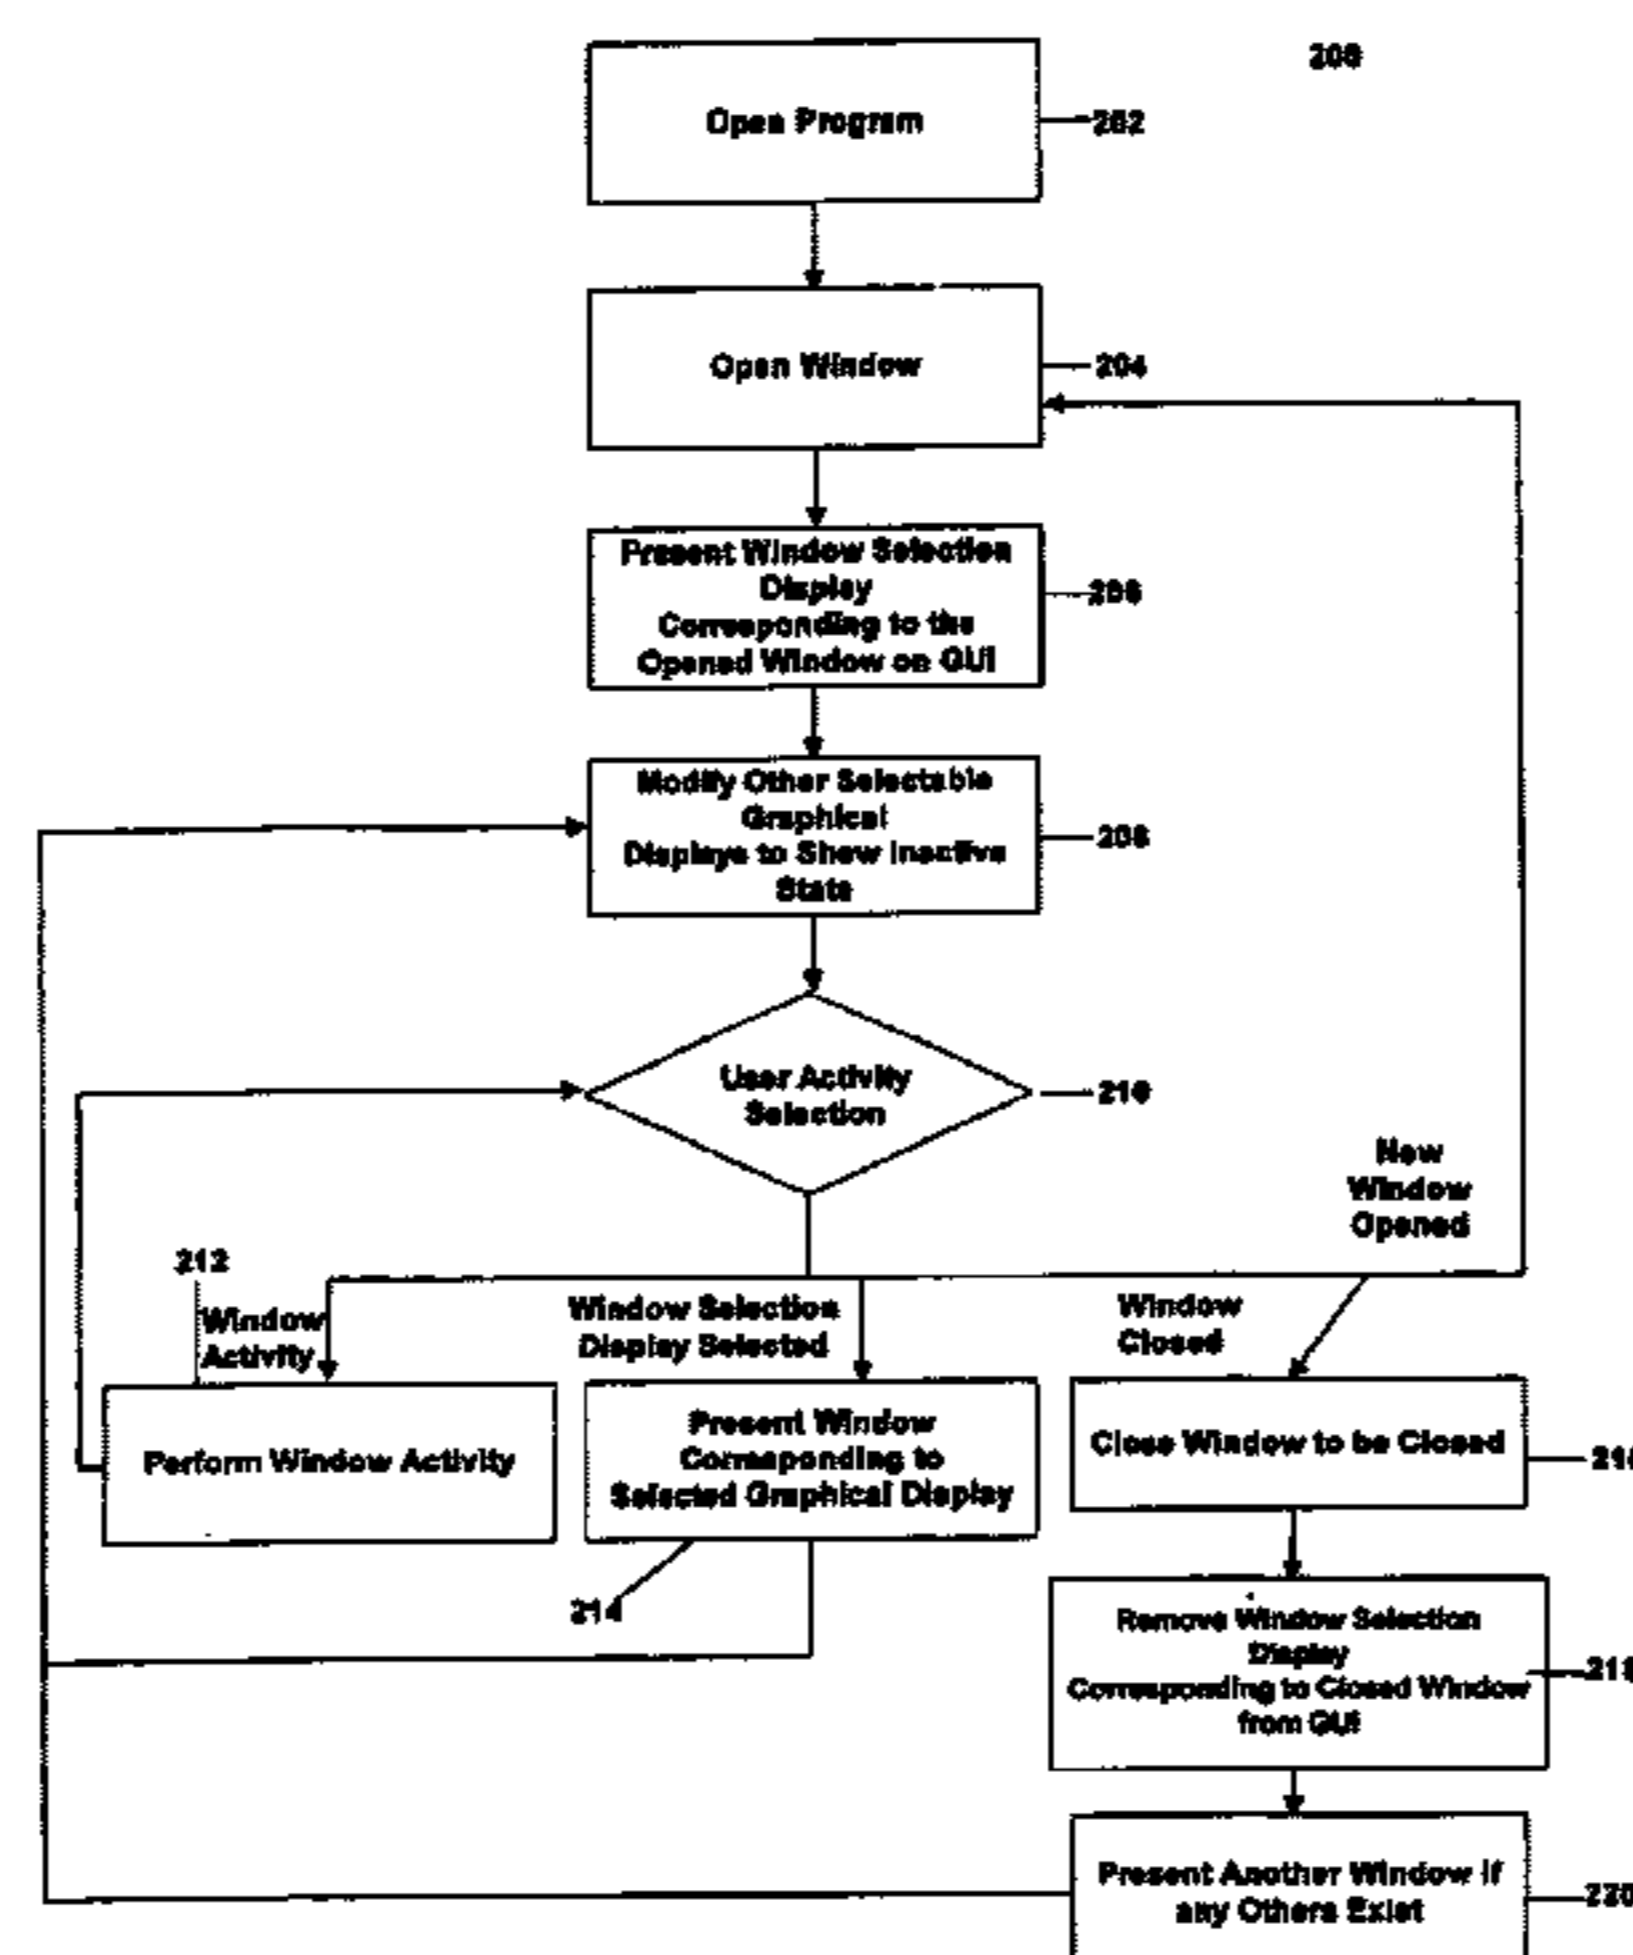 200
Open Program
202
Open Window
204
Present Window Selection
Display
Corresponding to the
Opened Window on GUI
206
Modify Other Selectable
Graphical
Displays to Show Inactive
State
208
User Activity
Selection
210
New
Window
Opened
212
Window
Activity
Window Selection
Display Selected
Window
Closed
Perform Window Activity
Present Window
Corresponding to
Selected Graphical Display
Close Window to be Closed
214
Remove Window Selection
Display
Corresponding to Closed Window
from GUI
Present Another Window if
any Others Exist
220